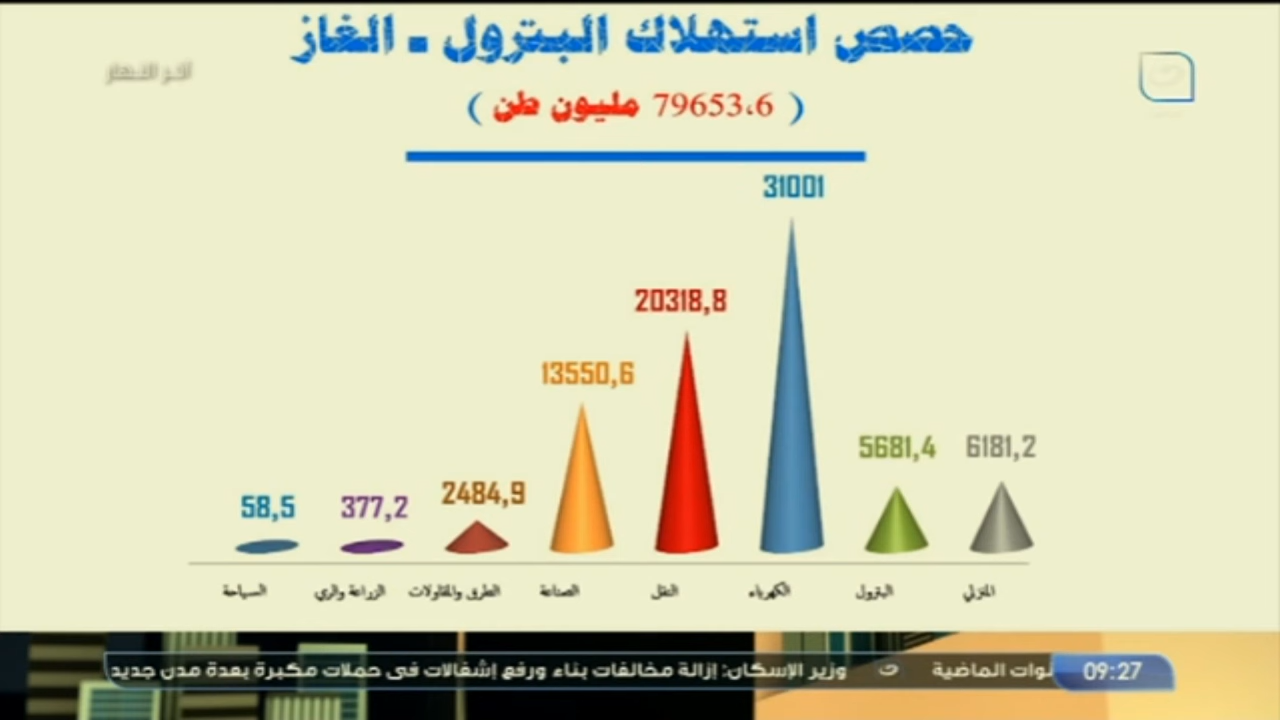 حصص استهلاك البترول - الغاز
( 79653،6 مليون طن )
آخر النهار
31001
20318,8
13550,6
5681,4
6181,2
2484,9
377,2
58,5
السياحة
الزراعة والري
الطرق والمقاولات
الصناعة
النقل
الكهرباء
البترول
المنزلي
09:27
نوات الماضية
وزير الإسكان: إزالة مخالفات بناء ورفع إشغالات فى حملات مكبرة بعدة مدن جديد